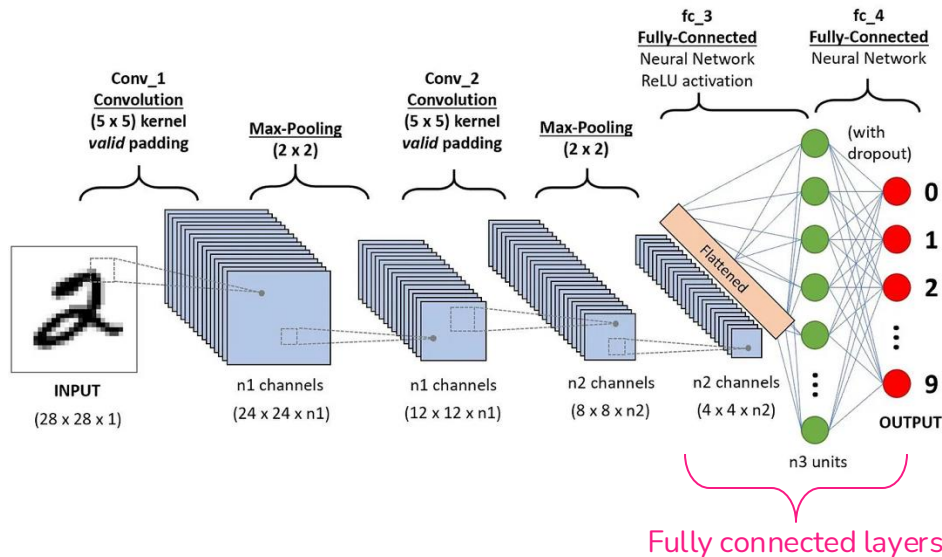 fc_3
Fully-Connected
Neural Network
ReLU activation
fc_4
Fully-Connected
Neural Network
Conv_1
Convolution
(5 x 5) kernel
valid padding
Max-Pooling
(2 x 2)
Conv_2
Convolution
(5 x 5) kernel
valid padding
Max-Pooling
(2 x 2)
(with
dropout)
0
1
2
9
Flattened
INPUT
(28 x 28 x 1)
n1 channels
(24 x 24 x n1)
n1 channels
(12 x 12 x n1)
n2 channels
(8 x 8 x n2)
n2 channels
(4 x 4 x n2)
OUTPUT
n3 units
Fully connected layers
2